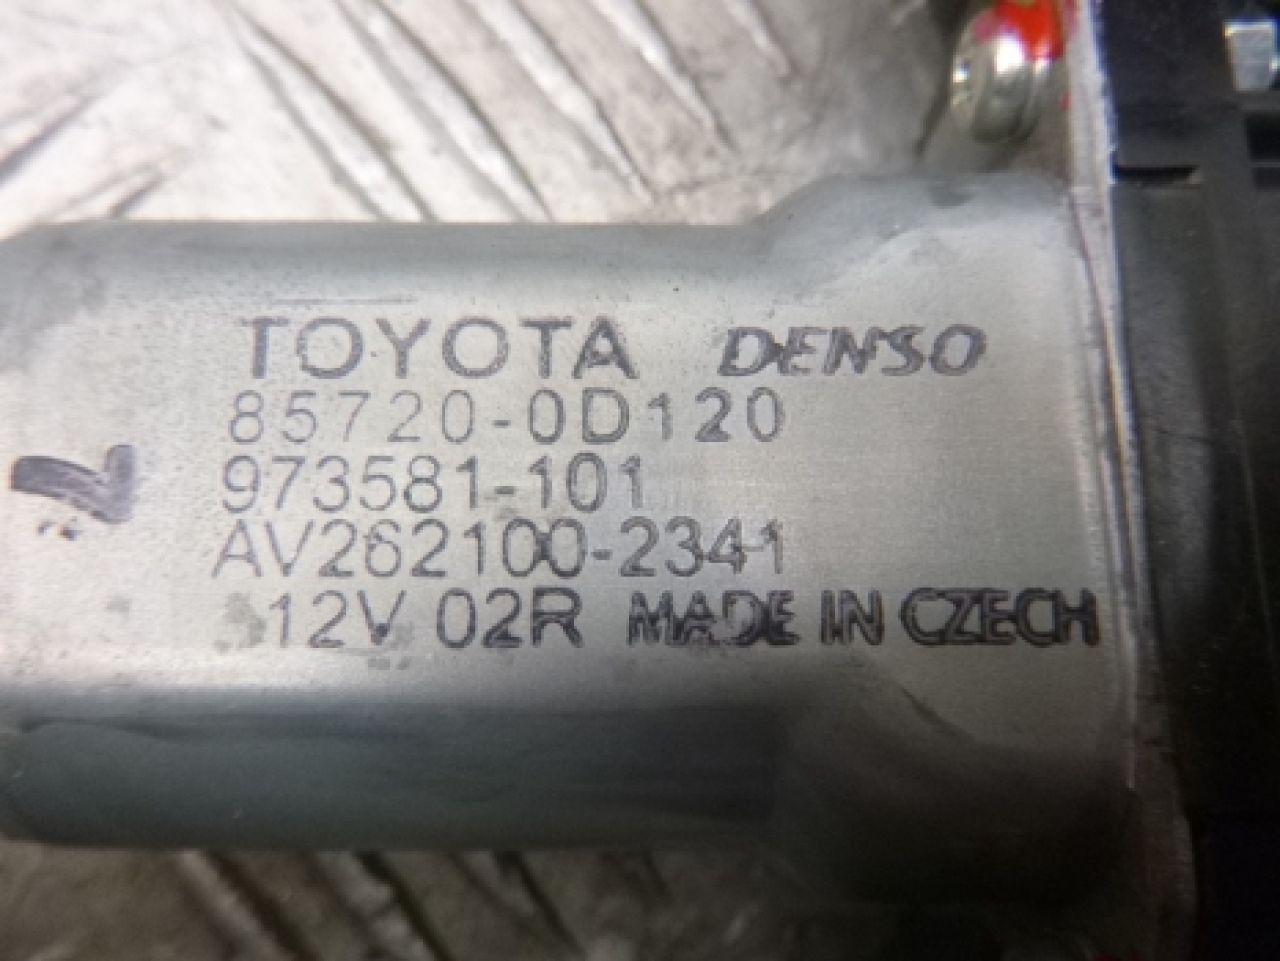 TOYOTA DENSO
85720-0D120
973581-101
AV262100-2341
12V 02R MADE IN CZECH